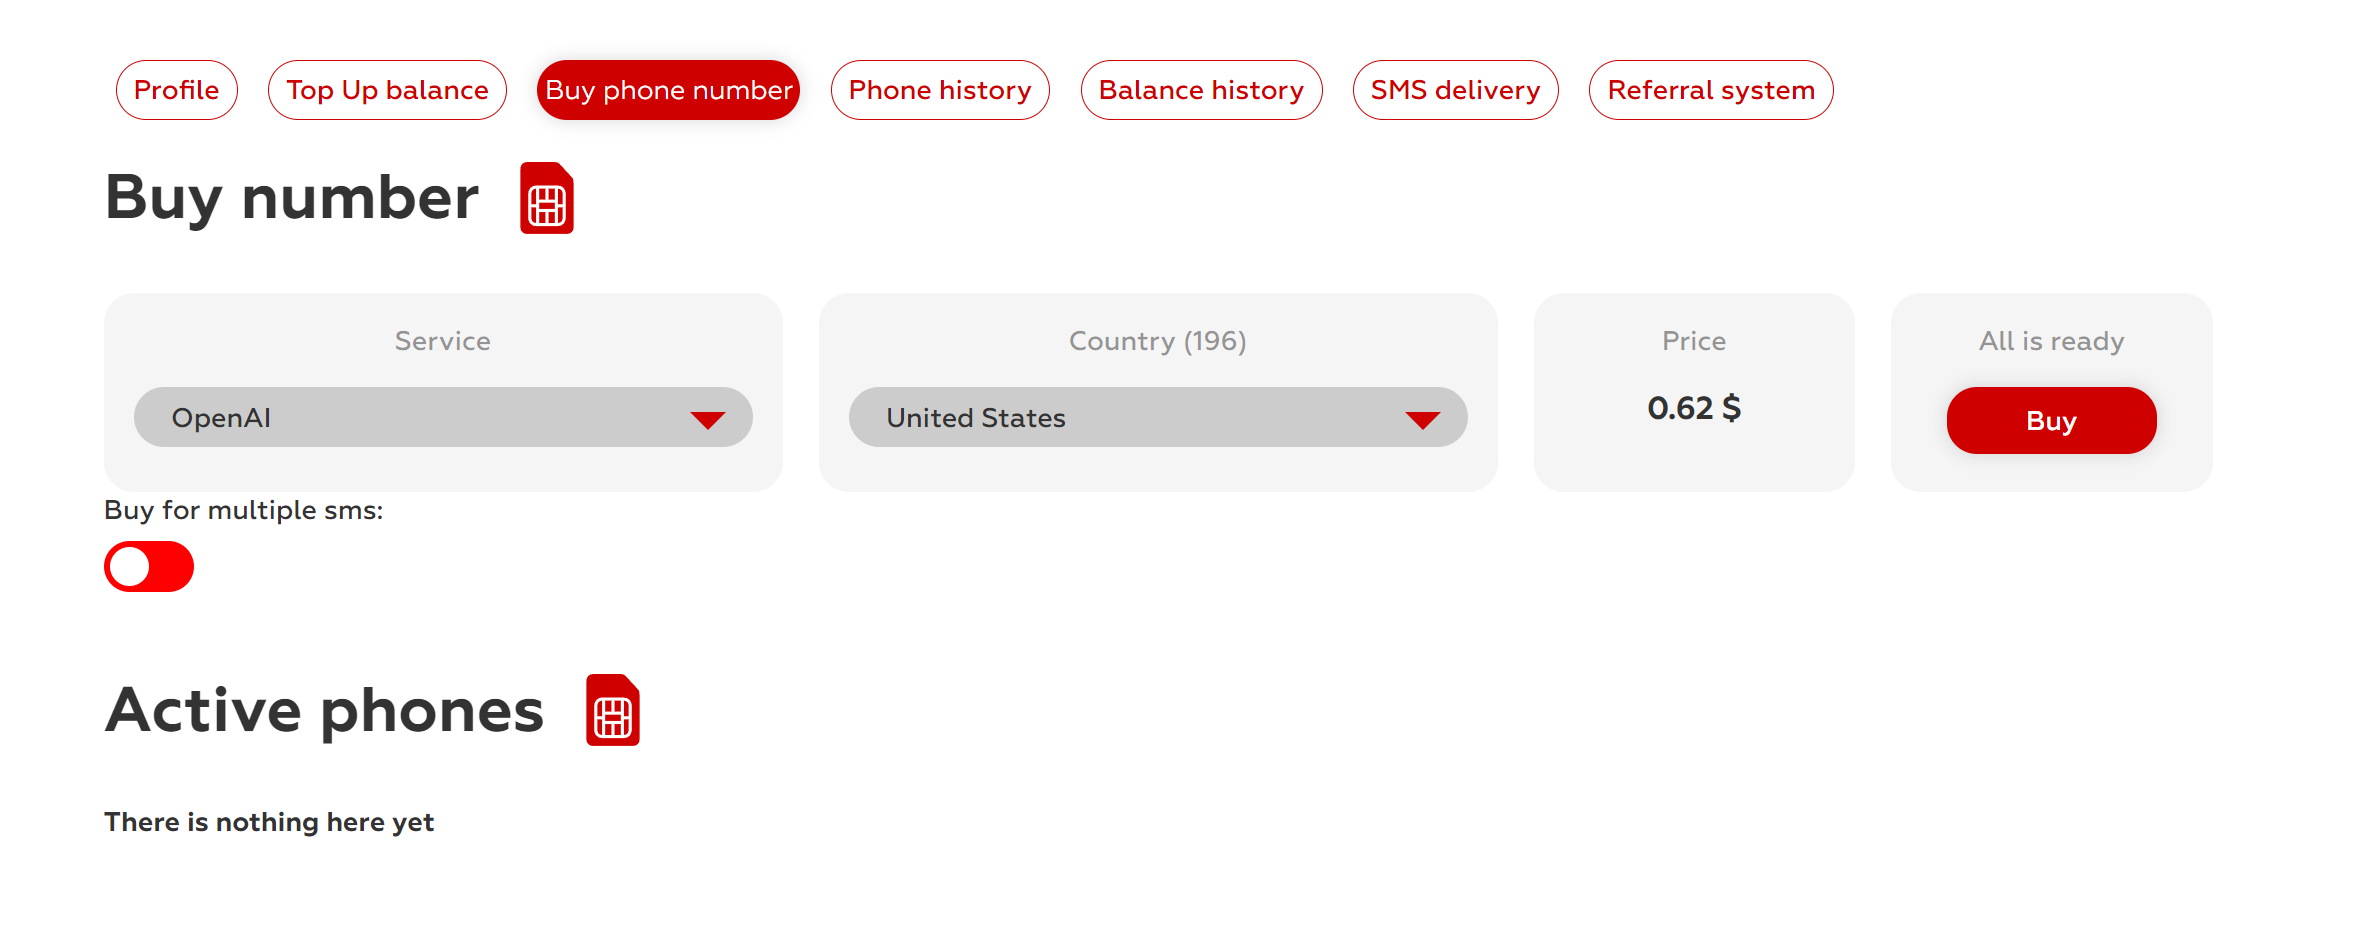 Profile
Top Up balance
Buy phone number
Phone history
Balance history
SMS delivery
Referral system
Buy number
Service
OpenAI
Country (196)
United States
Price
0.62 $
All is ready
Buy
Buy for multiple sms:
Active phones
There is nothing here yet